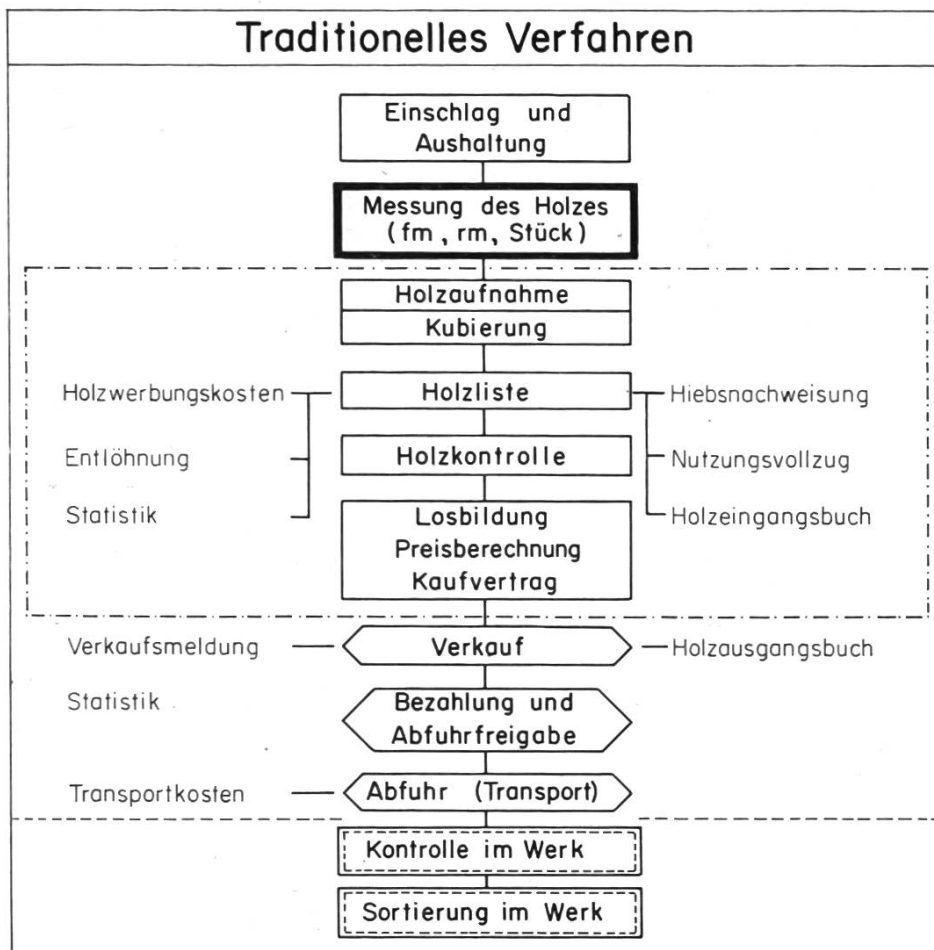 Traditionelles Verfahren
Einschlag und
Aushaltung
Messung des Holzes
(fm, rm, Stück)
Holzaufnahme
Kubierung
Holzwerbungskosten
Holzliste
Hiebsnachweisung
Entlöhnung
Holzkontrolle
Nutzungsvollzug
Statistik
Losbildung
Preisberechnung
Kaufvertrag
Holzeingangsbuch
Verkaufsmeldung
Verkauf
Holzausgangsbuch
Statistik
Bezahlung und
Abfuhrfreigabe
Transportkosten
Abfuhr (Transport)
Kontrolle im Werk
Sortierung im Werk